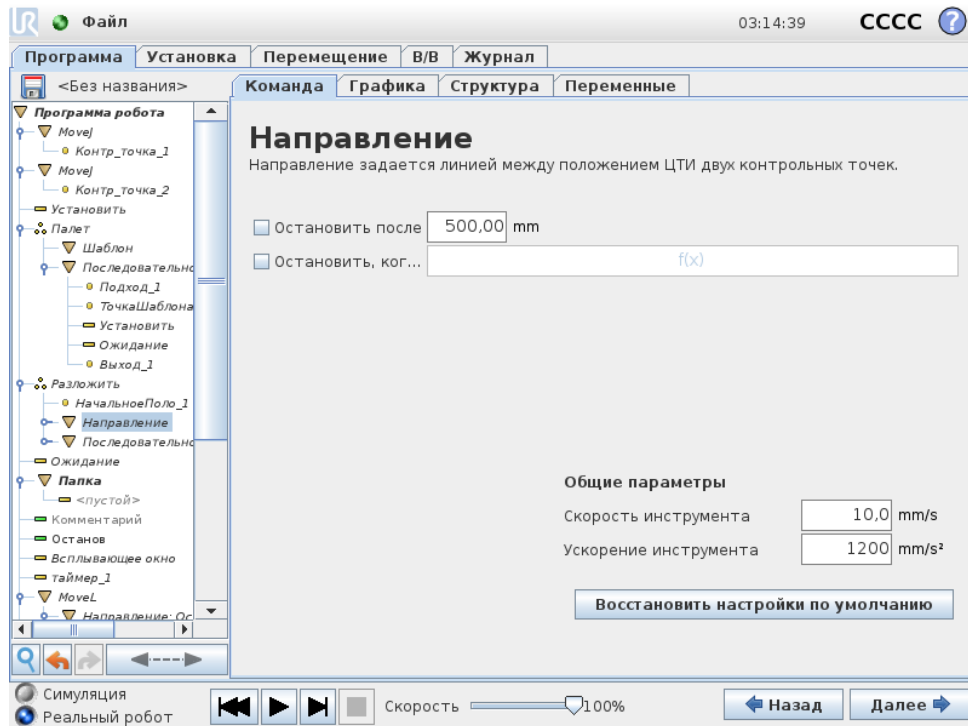 Файл 03:14:39 CCCC ?
Программа Установка Перемещение В/В Журнал
<Без названия>
Команда Графика Структура Переменные
Программа робота
MoveJ
Контр_точка_1
MoveJ
Контр_точка_2
Установить
Палет
Шаблон
Последовательно
Подход_1
ТочкаШаблона
Установить
Ожидание
Выход_1
Разложить
НачальноеПоло_1
Направление
Последовательно
Ожидание
Папка
<пустой>
Комментарий
Останов
Всплывающее окно
таймер_1
MoveL
Направление: Ос
Направление
Направление задается линией между положением ЦТИ двух контрольных точек.
Остановить после 500,00 mm
Остановить, ког... f(x)
Общие параметры
Скорость инструмента 10,0 mm/s
Ускорение инструмента 1200 mm/s²
Восстановить настройки по умолчанию
Симуляция
Реальный робот
Скорость 100%
Назад Далее